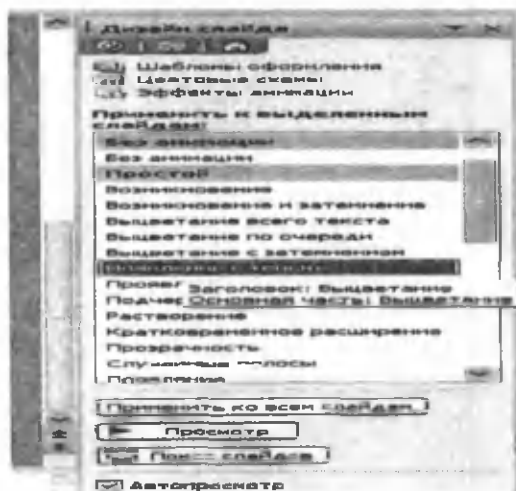 Дизайн слайда
Шаблоны оформления
Цветовые схемы
Эффекты анимации
Применить к выделенным
слайдам:
Без анимации
Без анимации
Простой
Возникновение
Возникновение и затемнение
Выцветание всего текста
Выцветание по очереди
Выцветание с затемнением
Заголовок: Выцветание
Основная часть: Выцветание
Растворение
Кратковременное расширение
Прозрачность
Случайные полосы
Применить ко всем слайдам
Просмотр
слайдов
Автопросмотр